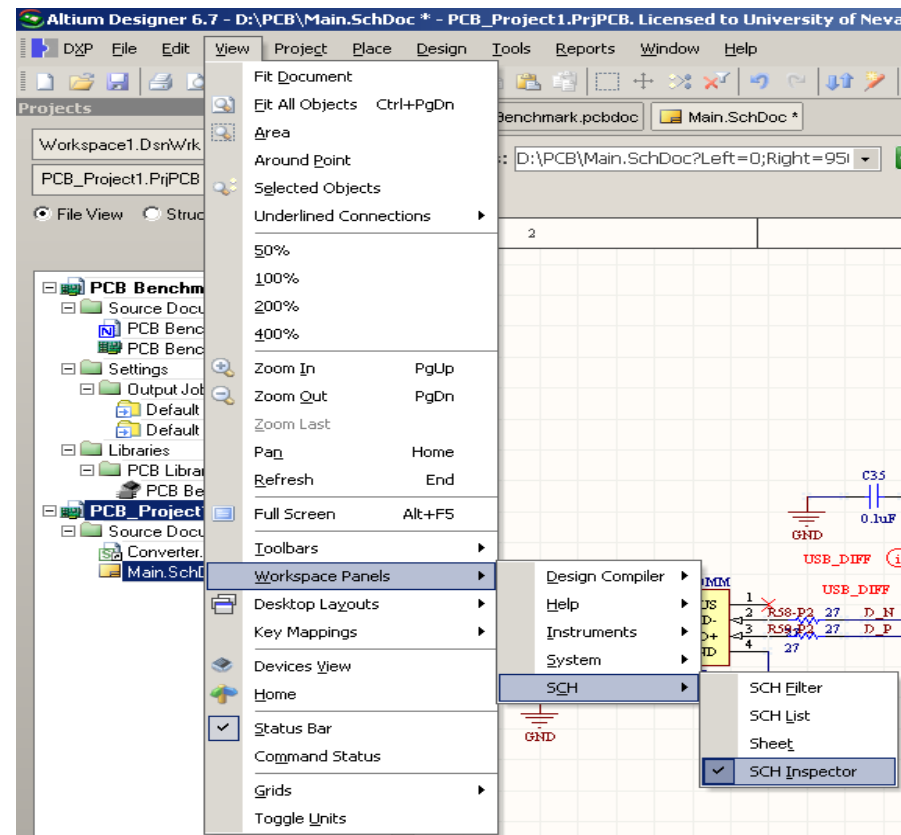 Altium Designer 6.7 - D:\PCB\Main.SchDoc * - PCB_Project1.PrjPCB. Licensed to University of Neva
DXP File Edit View Project Place Design Tools Reports Window Help
Projects
Benchmark.pcbdoc Main.SchDoc *
Workspace1.DsnWrk
D:\PCB\Main.SchDoc?Left=0;Right=950
PCB_Project1.PrjPCB
File View Struc
2
PCB Benchm
Source Docu
PCB Benc
PCB Benc
Settings
Output Job
Default
Default
Libraries
PCB Librar
PCB Be
PCB_Project
Source Docu
Converter.
Main.SchD
Fit Document
Fit All Objects Ctrl+PgDn
Area
Around Point
Selected Objects
Underlined Connections
50%
100%
200%
400%
Zoom In PgUp
Zoom Out PgDn
Zoom Last
Pan Home
Refresh End
Full Screen Alt+F5
Toolbars
Workspace Panels
Desktop Layouts
Key Mappings
Devices View
Home
Status Bar
Command Status
Grids
Toggle Units
Design Compiler
Help
Instruments
System
SCH
SCH Filter
SCH List
Sheet
SCH Inspector
C35
0.1uF
GND
USB_DIFF
USB_DIFF
1
2 R58-P2 27 D_N
3 R59-P2 27 D_P
4 27
GND